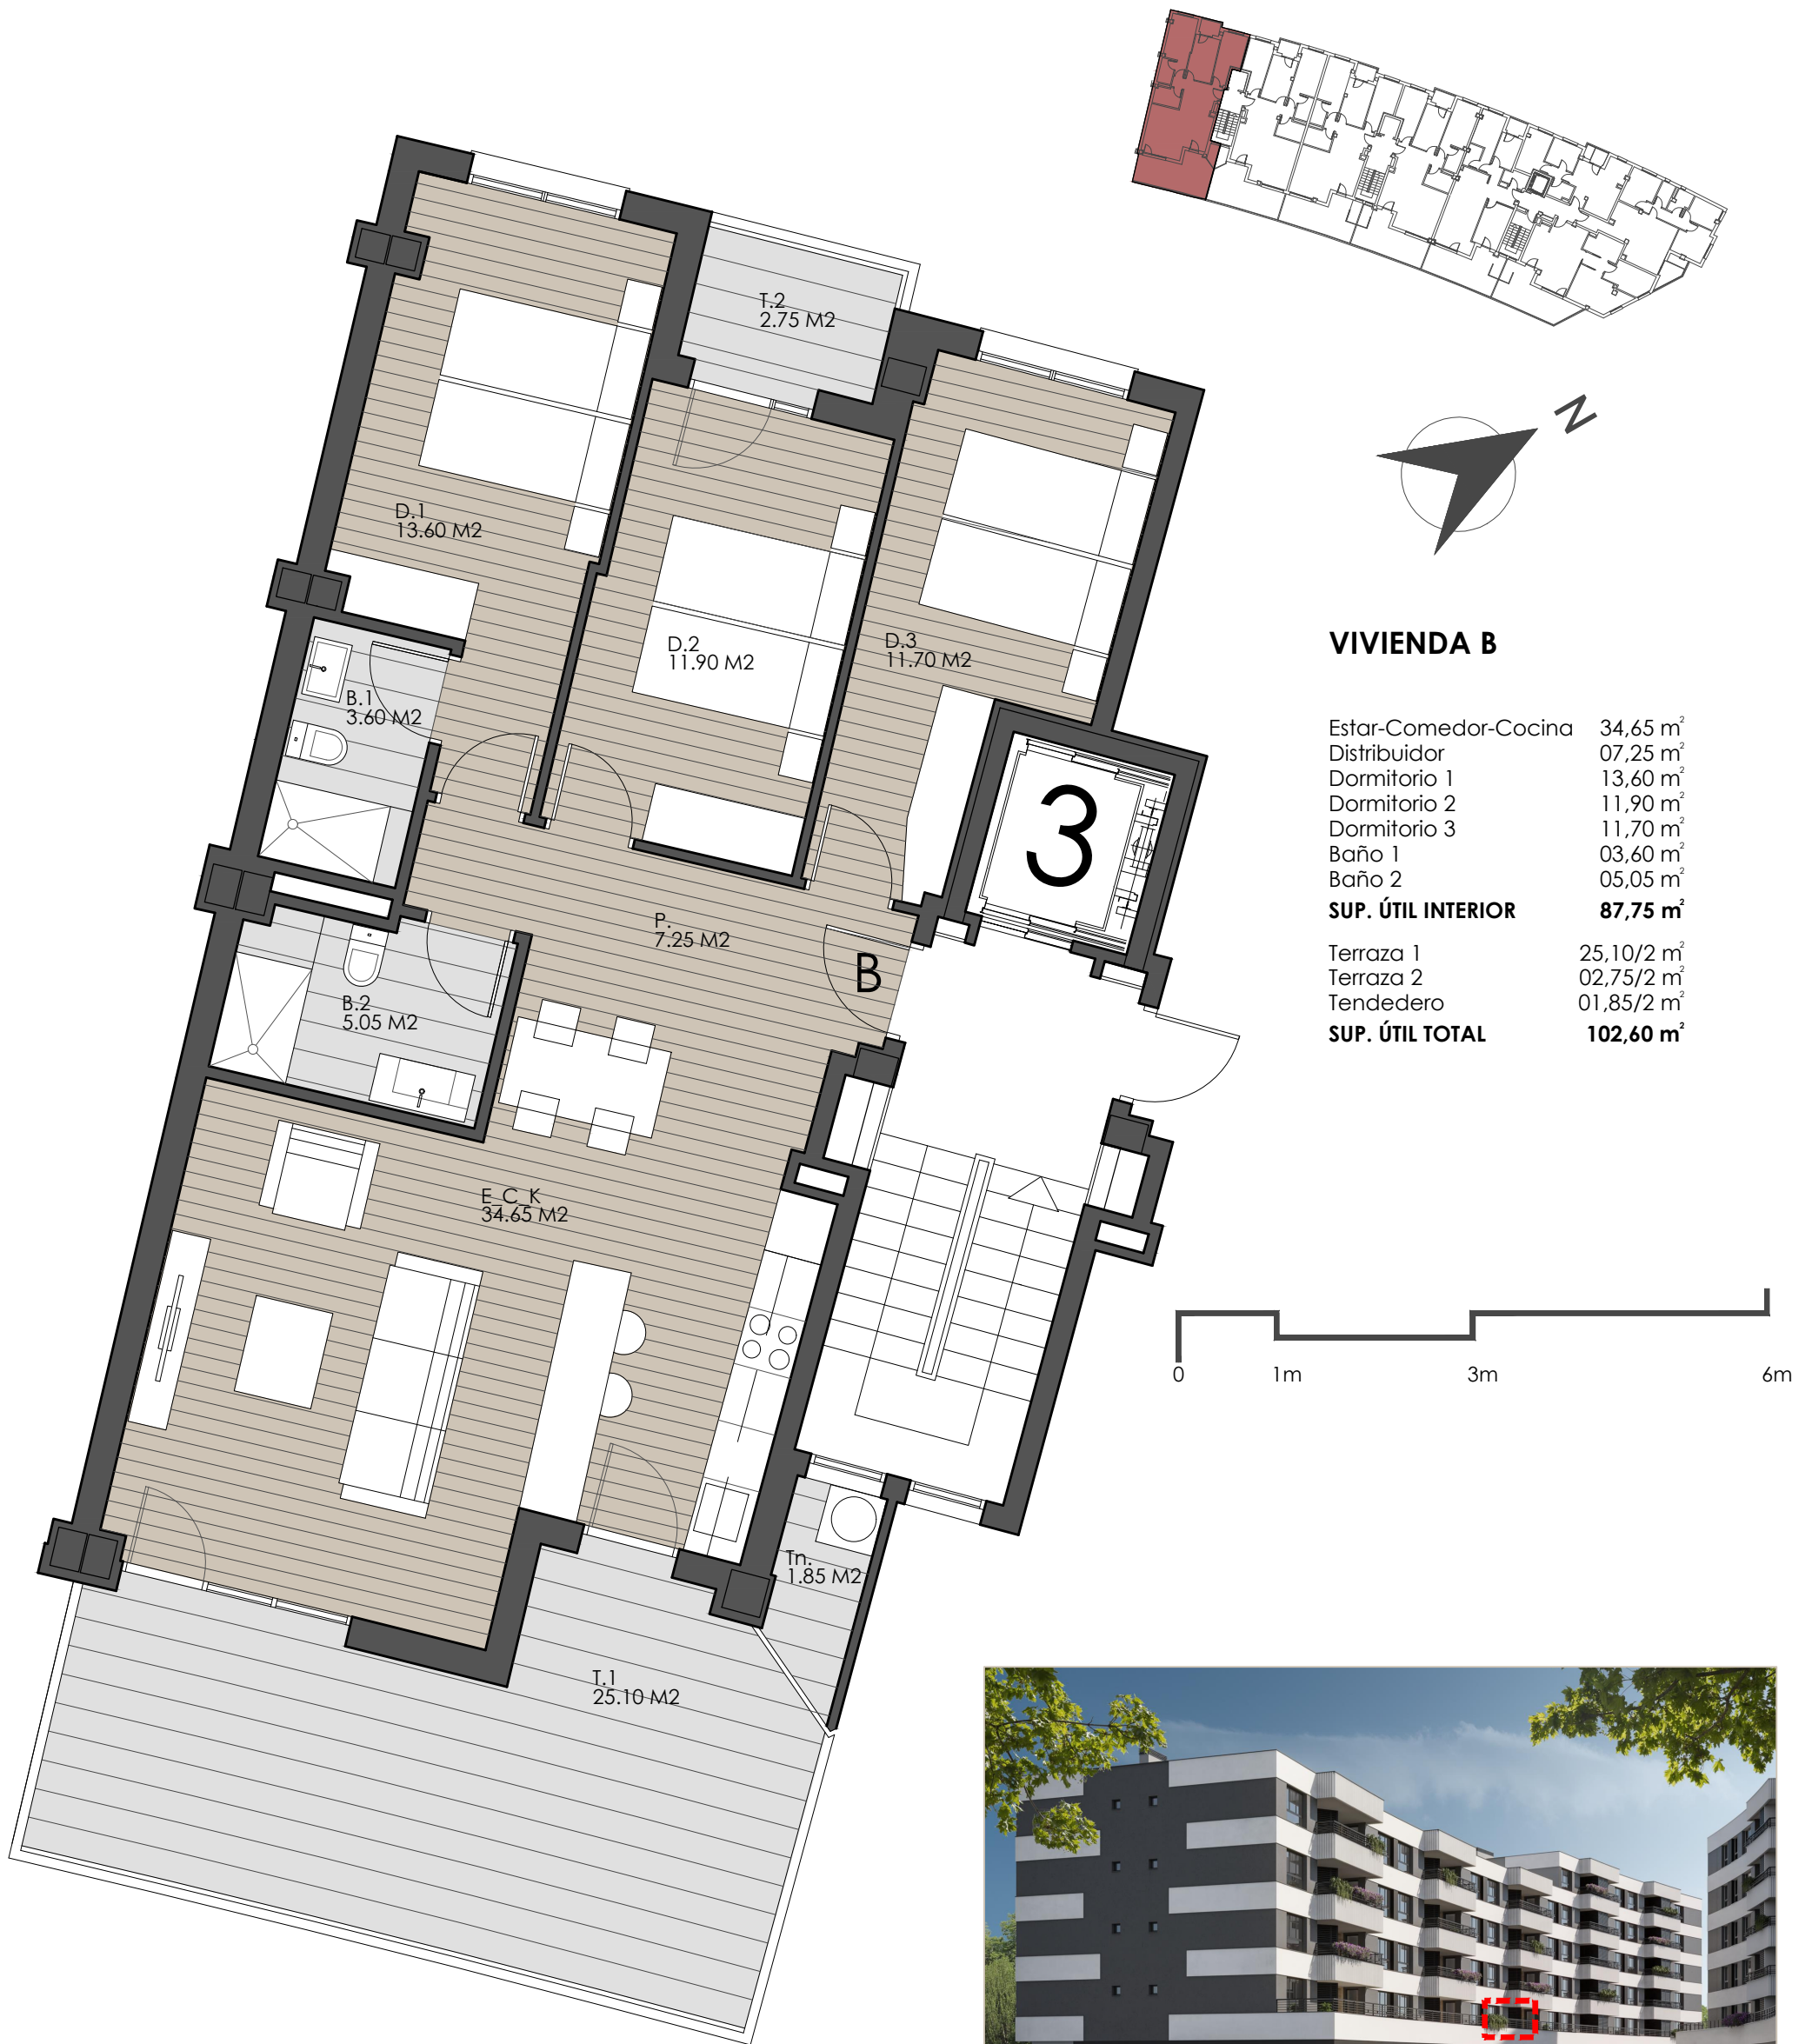 N
T.2
2.75 M2
D.1
13.60 M2
D.2
11.90 M2
D.3
11.70 M2
B.1
3.60 M2
3
P.
7.25 M2
B
B.2
5.05 M2
E_C_K
34.65 M2
Tn.
1.85 M2
T.1
25.10 M2
VIVIENDA B
Estar-Comedor-Cocina 34,65 m²
Distribuidor 07,25 m²
Dormitorio 1 13,60 m²
Dormitorio 2 11,90 m²
Dormitorio 3 11,70 m²
Baño 1 03,60 m²
Baño 2 05,05 m²
SUP. ÚTIL INTERIOR 87,75 m²
Terraza 1 25,10/2 m²
Terraza 2 02,75/2 m²
Tendedero 01,85/2 m²
SUP. ÚTIL TOTAL 102,60 m²
0 1m 3m 6m